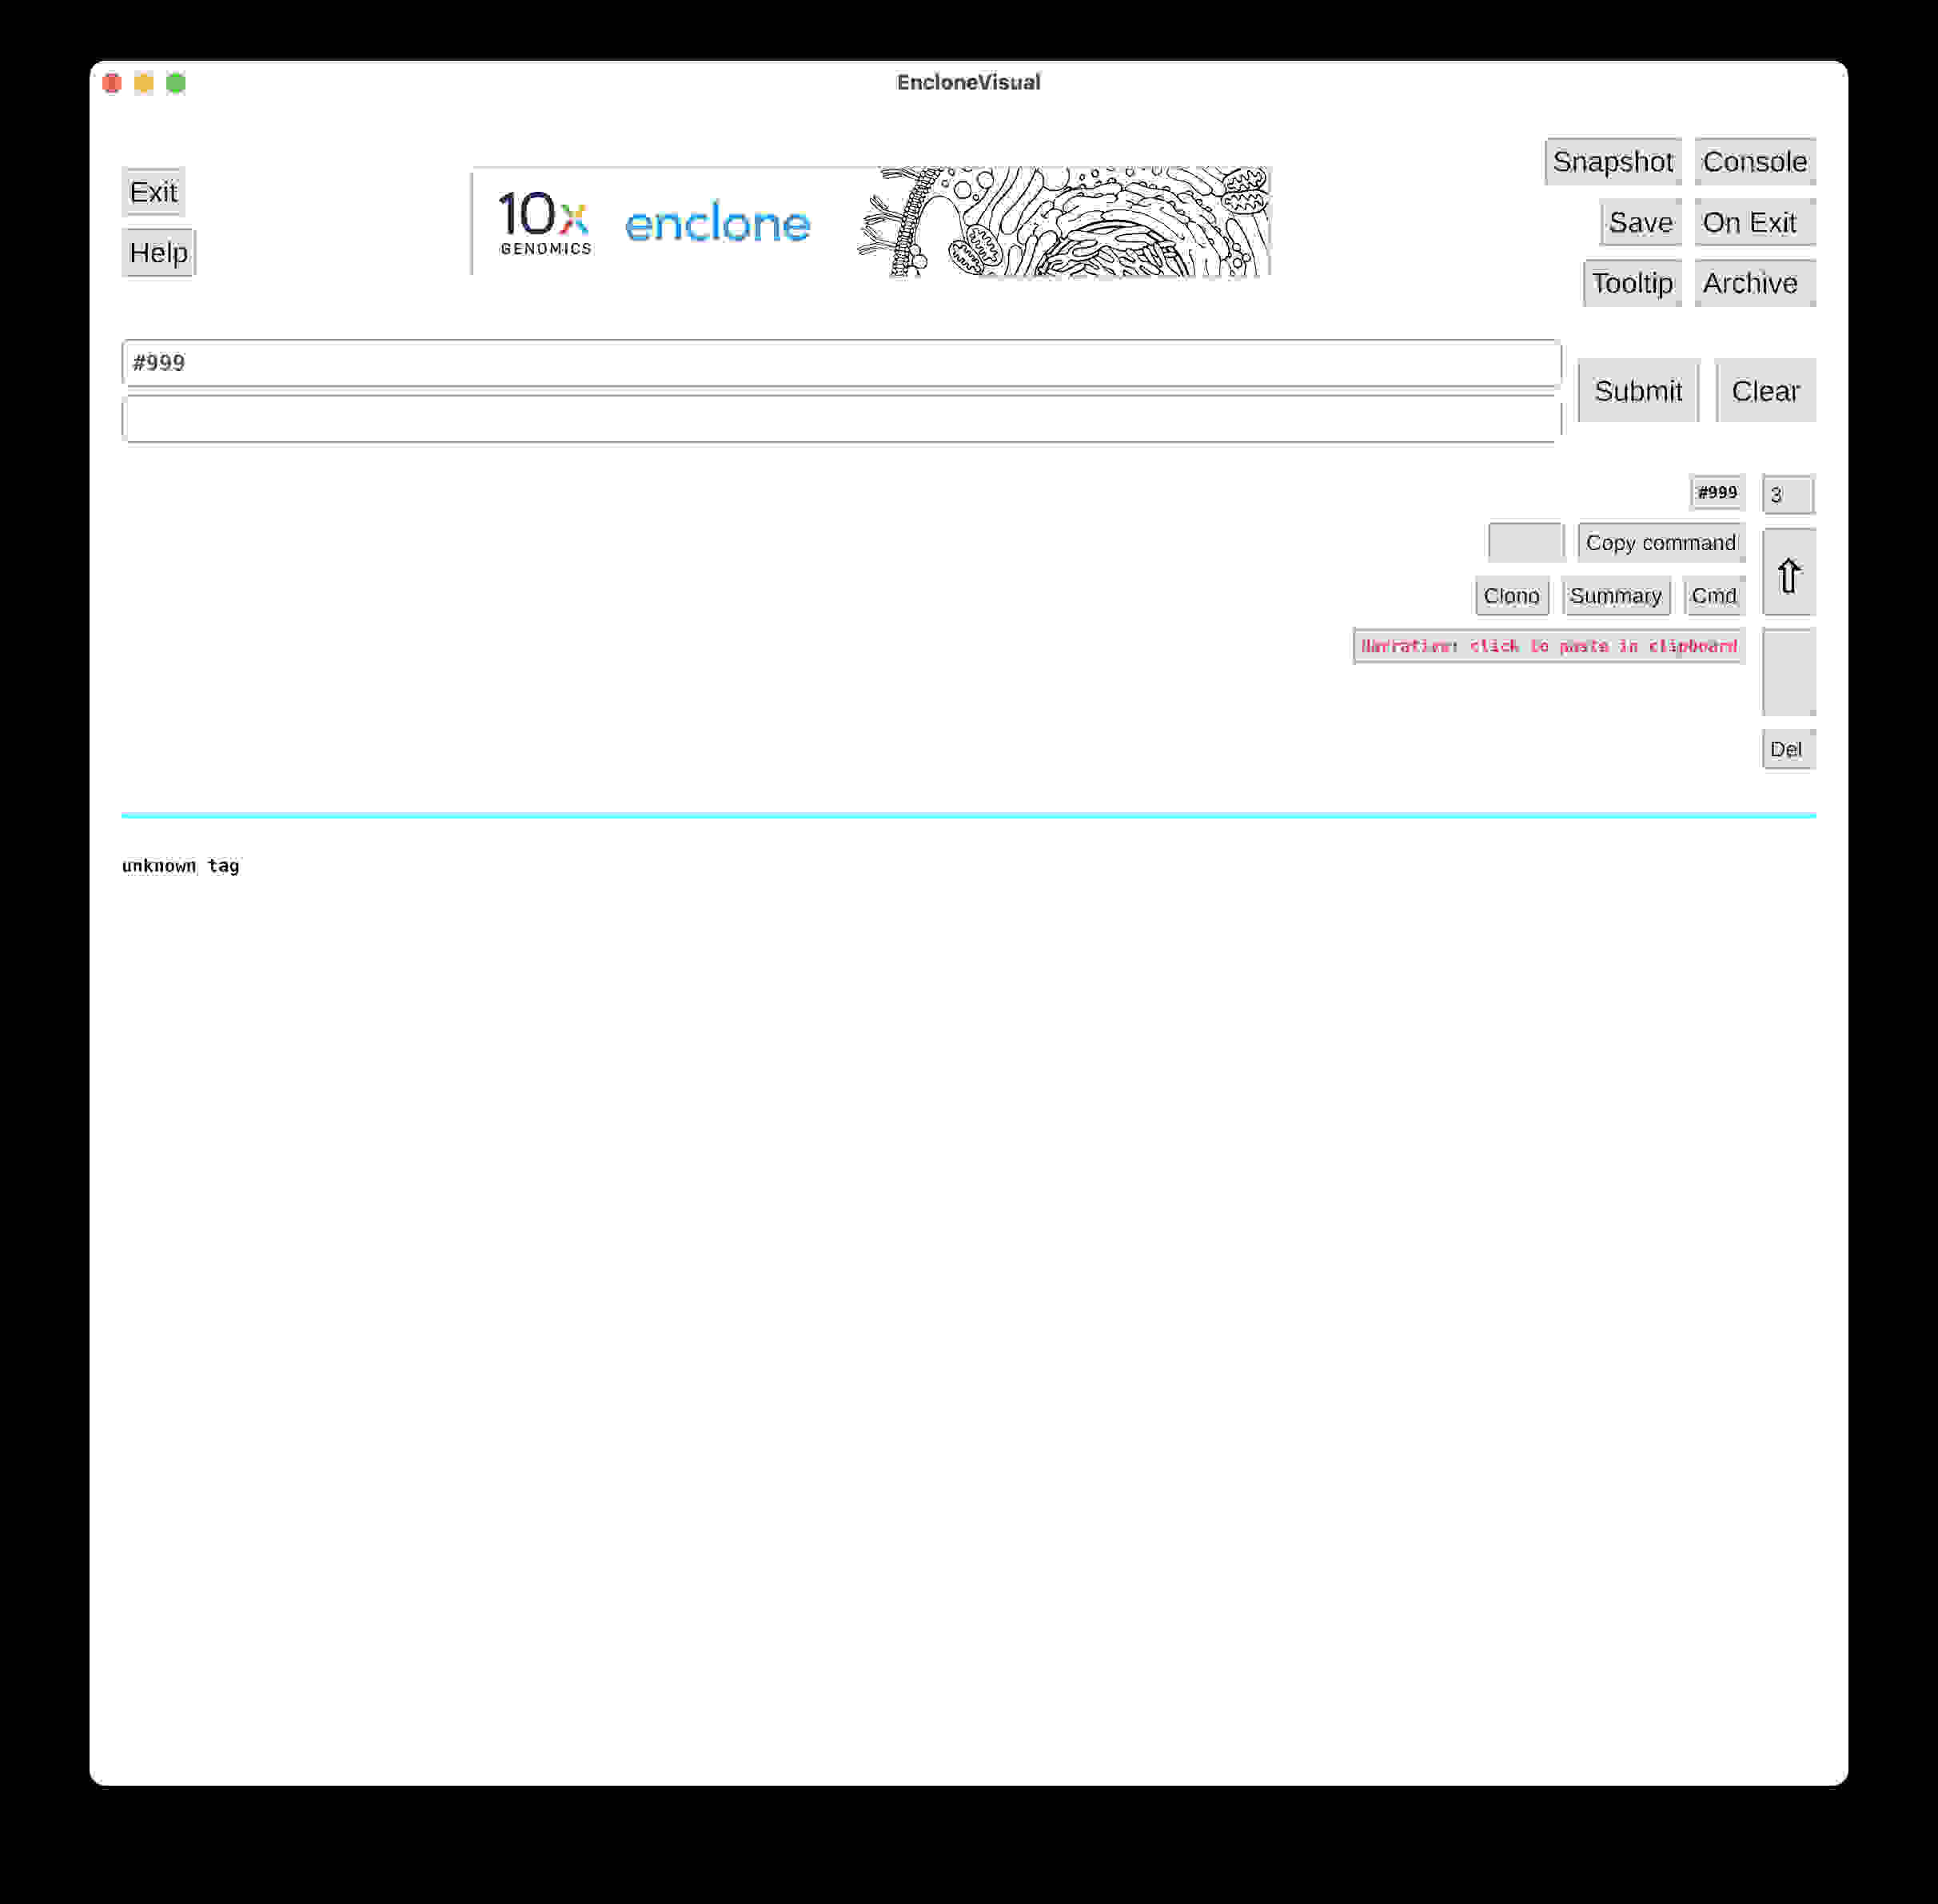 EncloneVisual
Exit
Help
10x
GENOMICS
enclone
Snapshot
Console
Save
On Exit
Tooltip
Archive
#999
Submit
Clear
#999
3
Copy command
⇧
Clono
Summary
Cmd
Narrative: click to paste in clipboard
Del
unknown tag